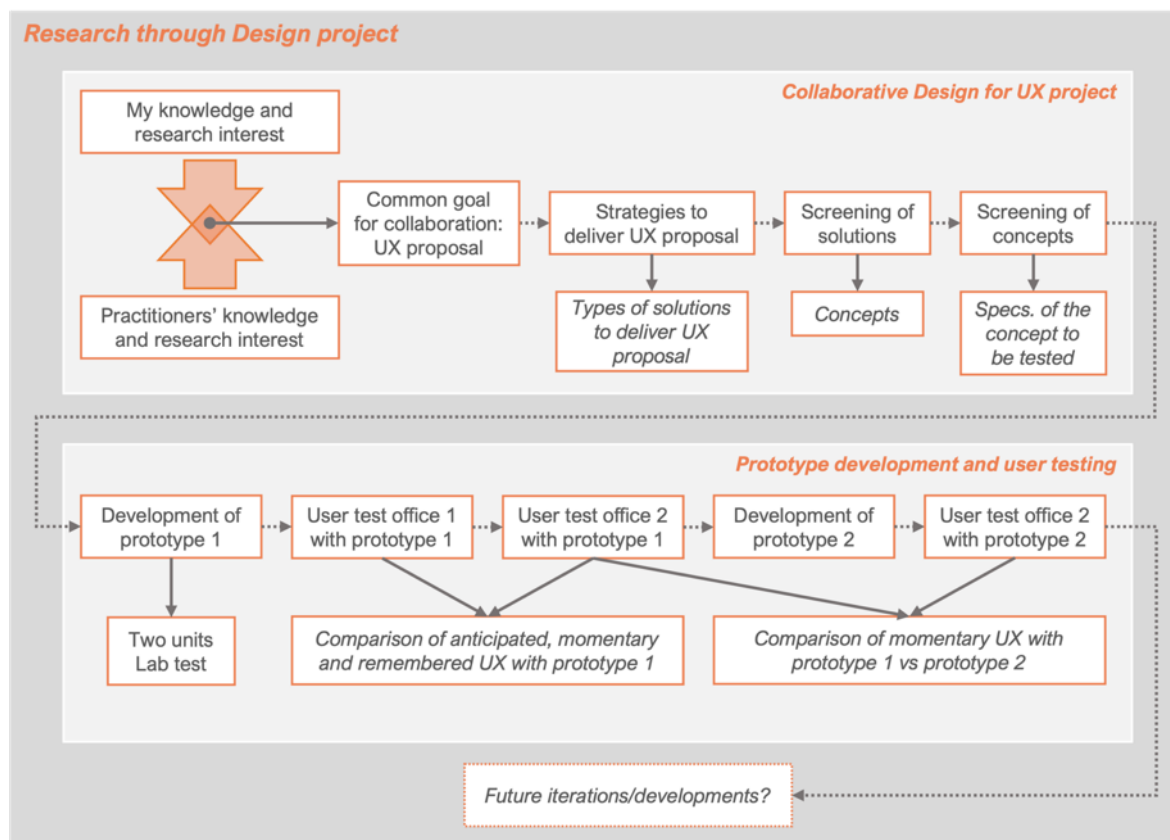 Research through Design project
Collaborative Design for UX project
My knowledge and
research interest
Common goal
for collaboration:
UX proposal
Strategies to
deliver UX proposal
Screening of
solutions
Screening of
concepts
Practitioners’ knowledge
and research interest
Types of solutions
to deliver UX
proposal
Concepts
Specs. of the
concept to
be tested
Prototype development and user testing
Development of
prototype 1
User test office 1
with prototype 1
User test office 2
with prototype 1
Development of
prototype 2
User test office 2
with prototype 2
Two units
Lab test
Comparison of anticipated, momentary
and remembered UX with prototype 1
Comparison of momentary UX with
prototype 1 vs prototype 2
Future iterations/developments?